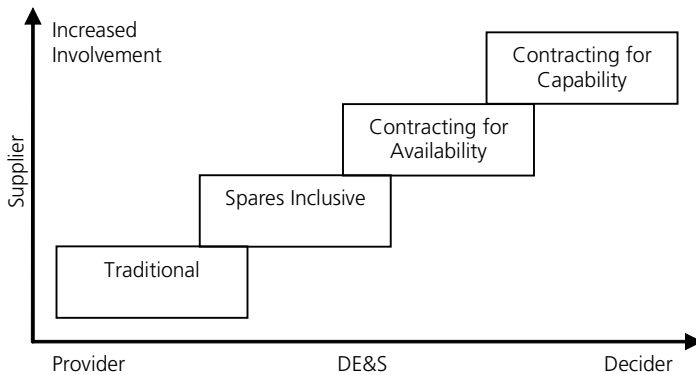 Increased
Involvement
Contracting for
Capability
Contracting for
Availability
Spares Inclusive
Traditional
Supplier
Provider
DE&S
Decider